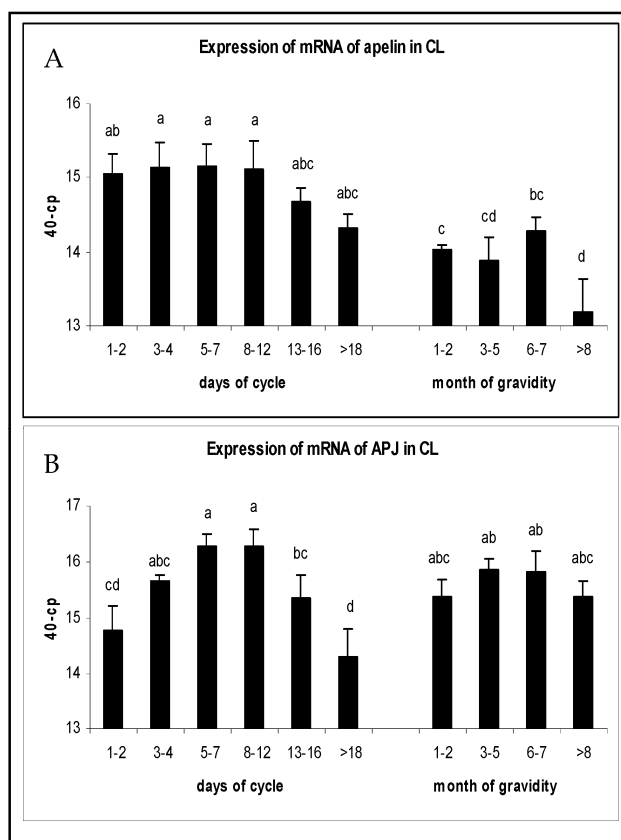 A
Expression of mRNA of apelin in CL
40-cp
16
15
14
13
ab a a a abc abc c cd bc d
1-2 3-4 5-7 8-12 13-16 >18 1-2 3-5 6-7 >8
days of cycle month of gravidity
B
Expression of mRNA of APJ in CL
40-cp
17
16
15
14
13
cd abc a a bc d abc ab ab abc
1-2 3-4 5-7 8-12 13-16 >18 1-2 3-5 6-7 >8
days of cycle month of gravidity